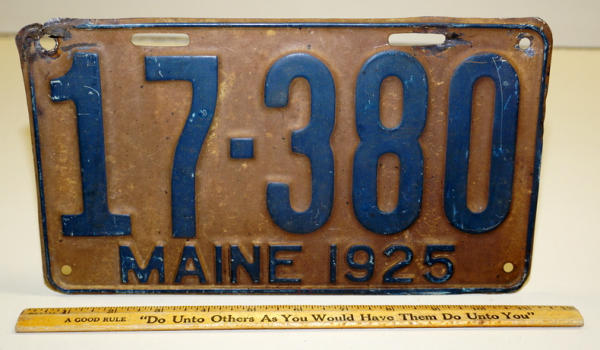 17-380
MAINE 1925
A GOOD RULE "Do Unto Others As You Would Have Them Do Unto You"